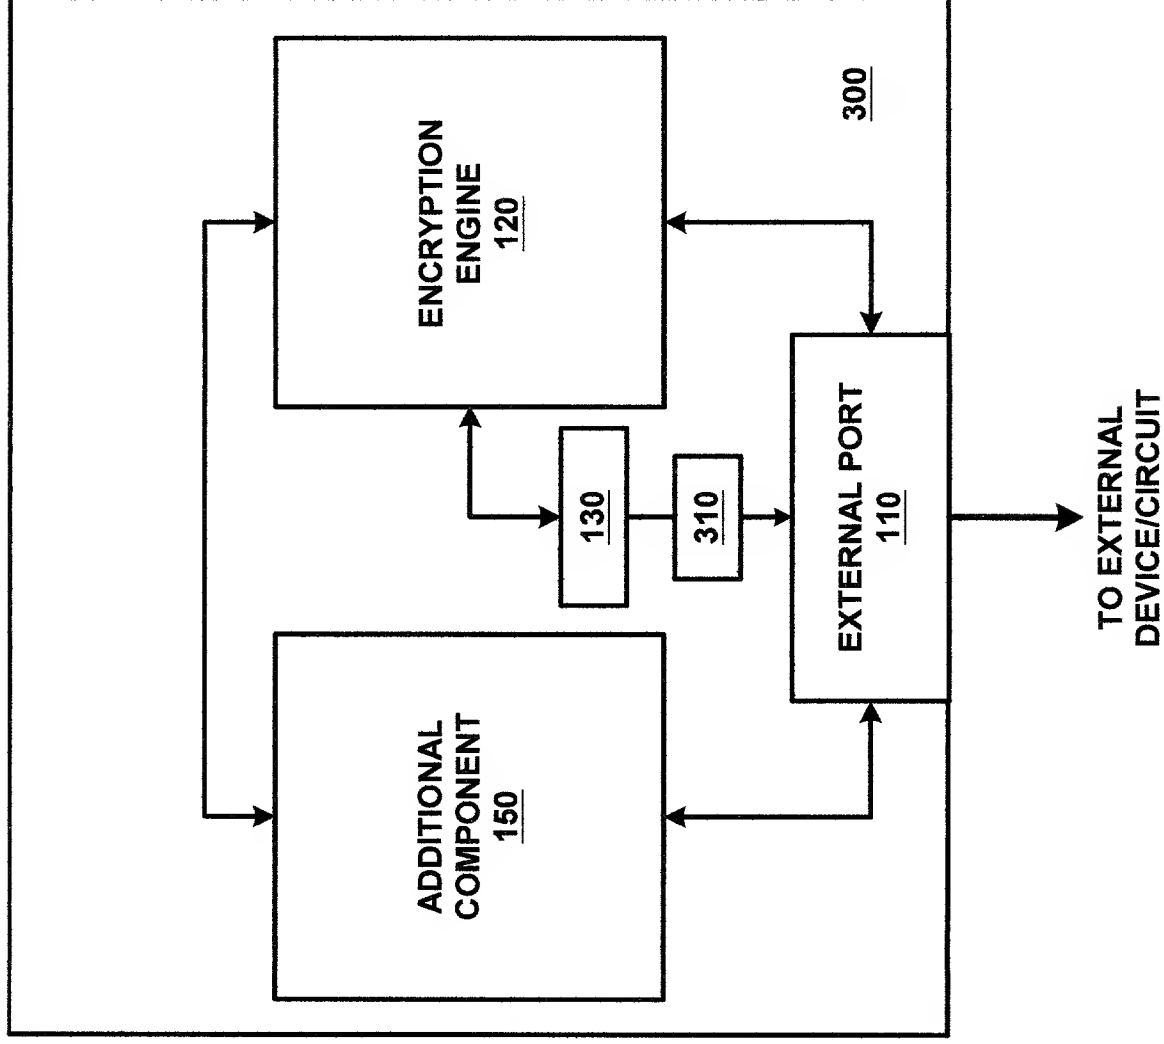 300
ENCRYPTION
ENGINE
120
130
310
EXTERNAL PORT
110
ADDITIONAL
COMPONENT
150
TO EXTERNAL
DEVICE/CIRCUIT